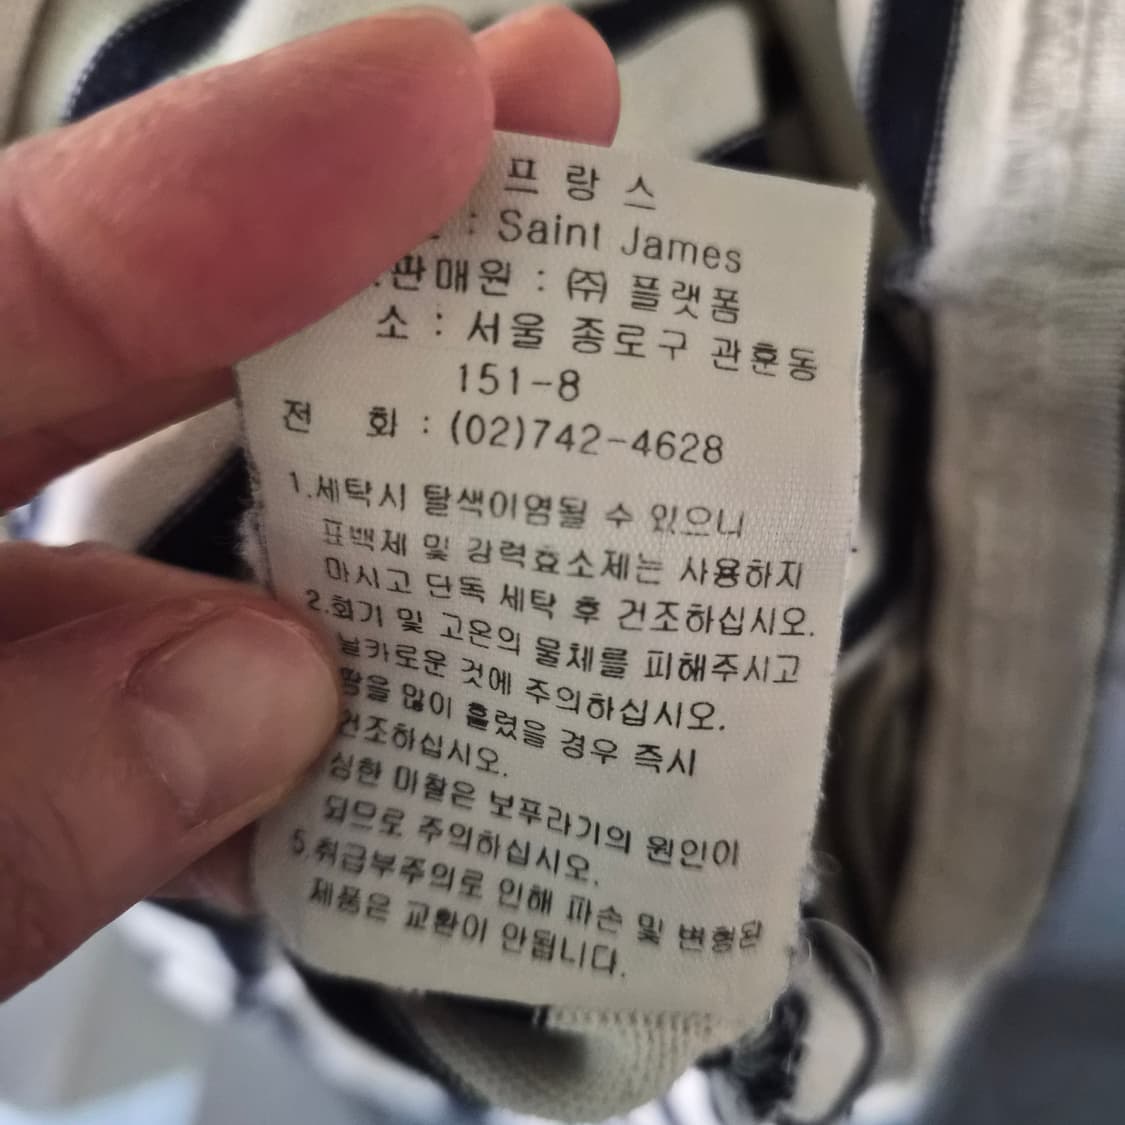 프랑스
: Saint James
판매원 : ㈜ 플랫폼
소 : 서울 종로구 관훈동
151-8
전 화 : (02)742-4628
1.세탁시 탈색이염될 수 있으니
표백제 및 강력효소제는 사용하지
마시고 단독 세탁 후 건조하십시오.
2.화기 및 고온의 물체를 피해주시고
날카로운 것에 주의하십시오.
땀을 많이 흘렸을 경우 즉시
건조하십시오.
심한 마찰은 보푸라기의 원인이
되므로 주의하십시오.
5.취급부주의로 인해 파손 및 변형된
제품은 교환이 안됩니다.